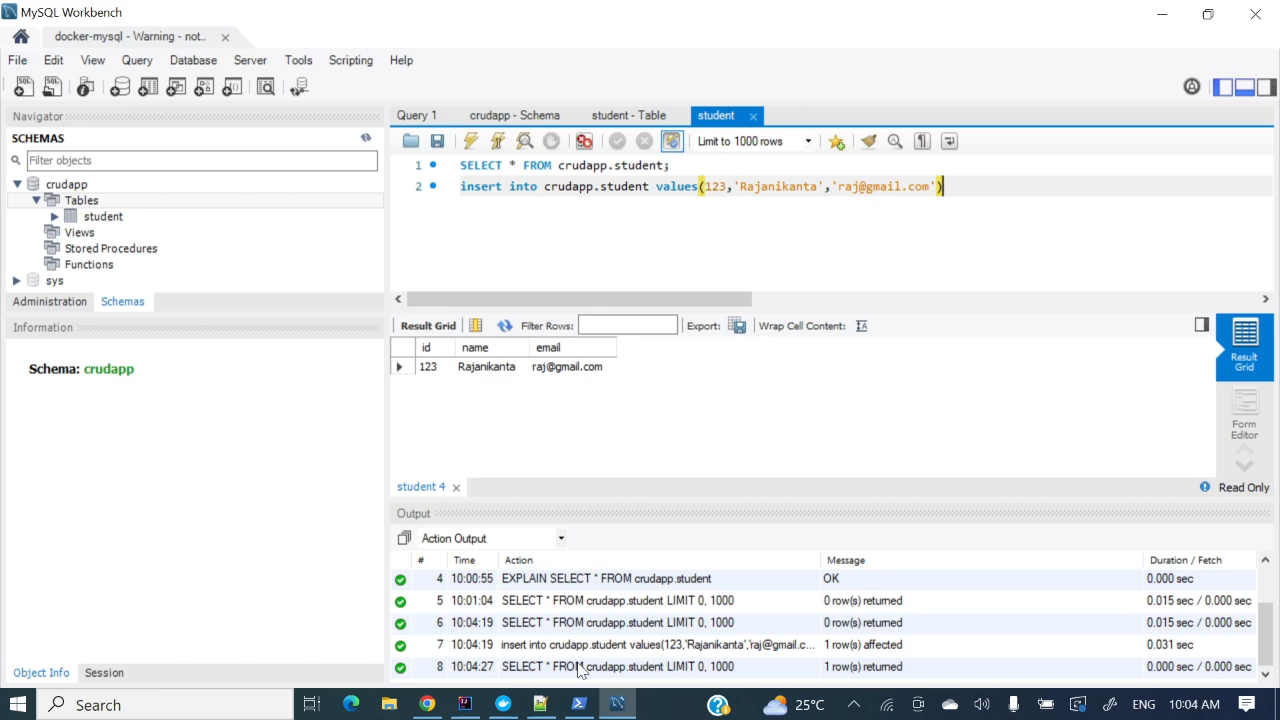 MySQL Workbench
docker-mysql - Warning - not...
File Edit View Query Database Server Tools Scripting Help
Navigator
SCHEMAS
Filter objects
crudapp
Tables
student
Views
Stored Procedures
Functions
sys
Administration Schemas
Information
Schema: crudapp
Object Info Session
Query 1 crudapp - Schema student - Table student
Limit to 1000 rows
1 SELECT * FROM crudapp.student;
2 insert into crudapp.student values(123,'Rajanikanta','raj@gmail.com')
Result Grid Filter Rows: Export: Wrap Cell Content:
id name email
123 Rajanikanta raj@gmail.com
Result Grid
Form Editor
student 4 Read Only
Output
Action Output
# Time Action Message Duration / Fetch
4 10:00:55 EXPLAIN SELECT * FROM crudapp.student OK 0.000 sec
5 10:01:04 SELECT * FROM crudapp.student LIMIT 0, 1000 0 row(s) returned 0.015 sec / 0.000 sec
6 10:04:19 SELECT * FROM crudapp.student LIMIT 0, 1000 0 row(s) returned 0.015 sec / 0.000 sec
7 10:04:19 insert into crudapp.student values(123,'Rajanikanta','raj@gmail.c... 1 row(s) affected 0.031 sec
8 10:04:27 SELECT * FROM crudapp.student LIMIT 0, 1000 1 row(s) returned 0.000 sec / 0.000 sec
Search 25°C ENG 10:04 AM